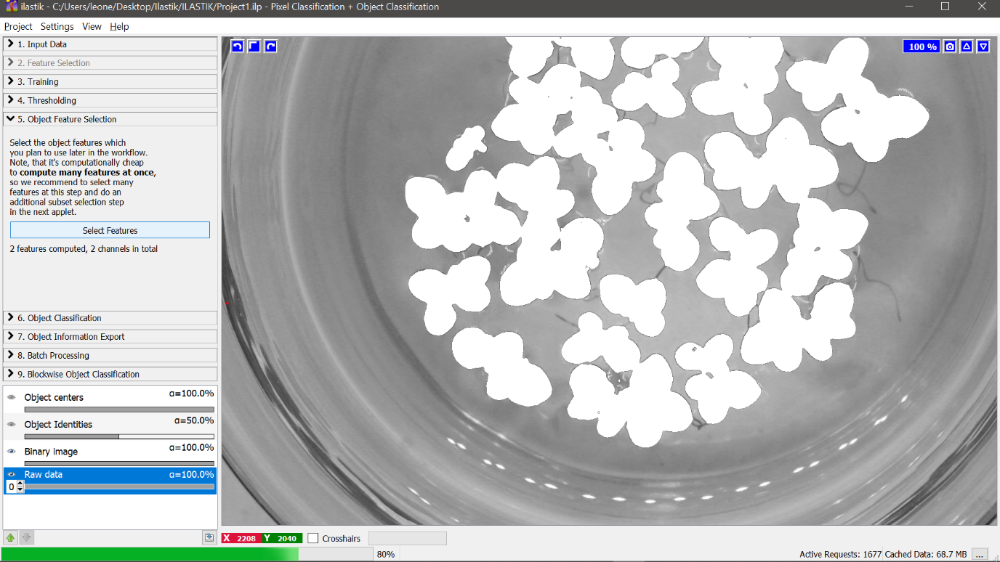 ilastik - C:/Users/leone/Desktop/Ilastik/ILASTIK/Project1.ilp - Pixel Classification + Object Classification
Project Settings View Help
1. Input Data
2. Feature Selection
3. Training
4. Thresholding
5. Object Feature Selection
Select the object features which
you plan to use later in the workflow.
Note, that it's computationally cheap
to compute many features at once,
so we recommend to select many
features at this step and do an
additional subset selection step
in the next applet.
Select Features
2 features computed, 2 channels in total
6. Object Classification
7. Object Information Export
8. Batch Processing
9. Blockwise Object Classification
Object centers α=100.0%
Object Identities α=50.0%
Binary image α=100.0%
Raw data α=100.0%
0
100 %
X 2208 Y 2040 Crosshairs
80% Active Requests: 1677 Cached Data: 68.7 MB ...